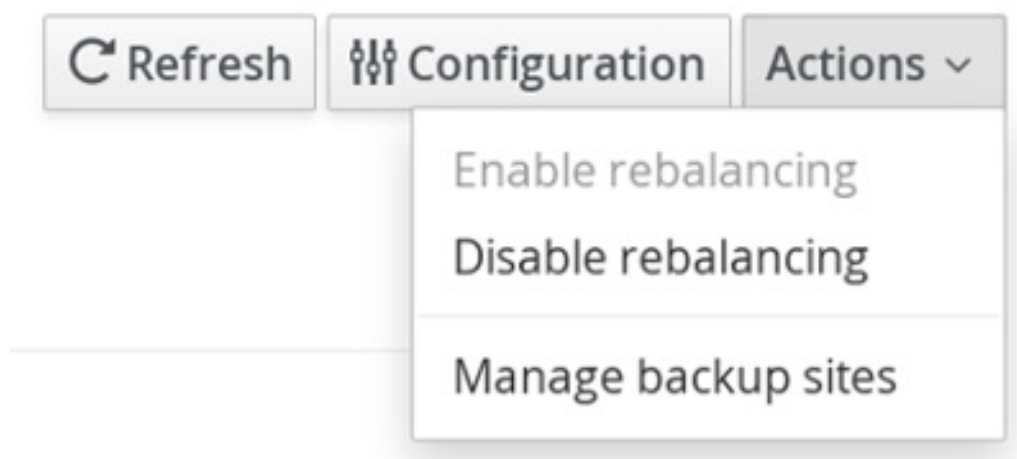 Refresh Configuration Actions
Enable rebalancing
Disable rebalancing
Manage backup sites